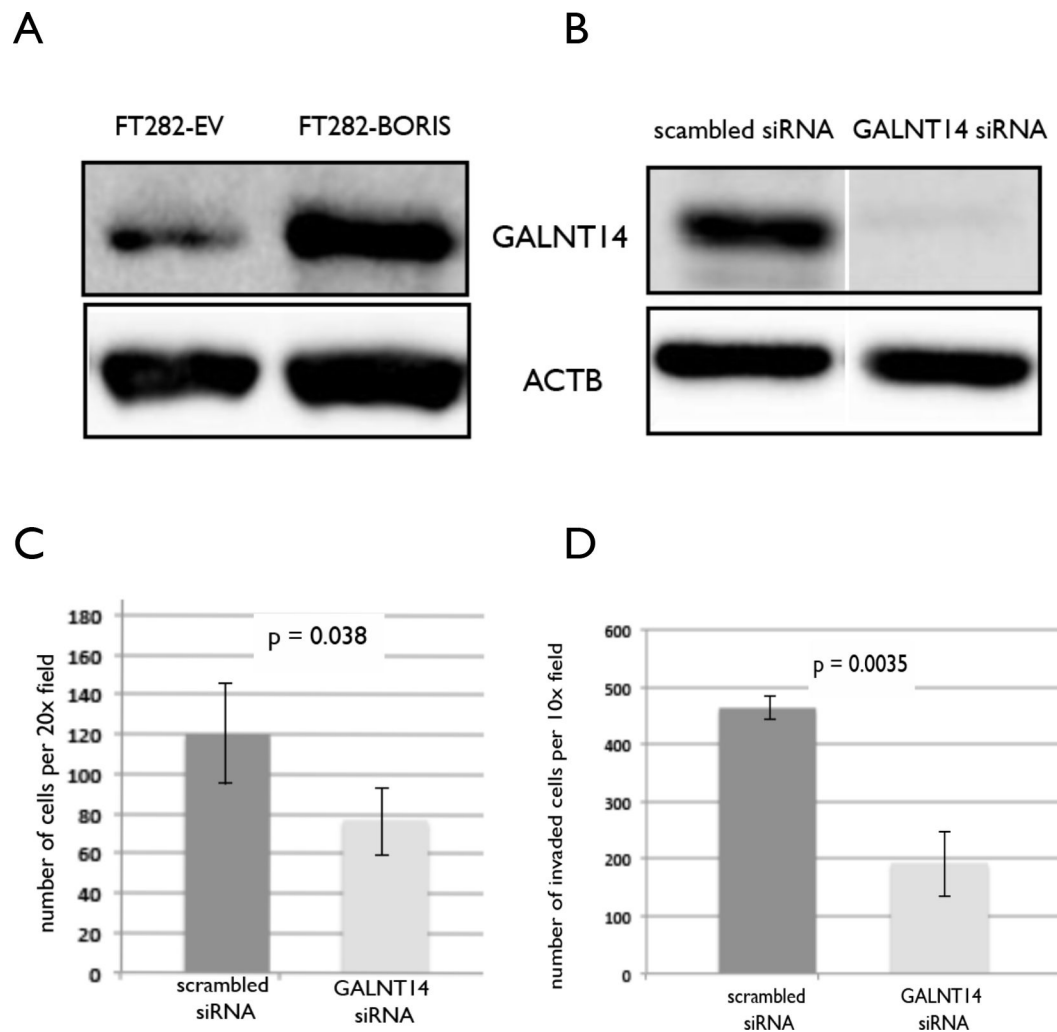 A
B
FT282-EV FT282-BORIS
scambled siRNA GALNT14 siRNA
GALNT14
ACTB
C
D
number of cells per 20x field
180
160
140
120
100
80
60
40
20
0
p = 0.038
scrambled
siRNA
GALNT14
siRNA
number of invaded cells per 10x field
600
500
400
300
200
100
0
p = 0.0035
scrambled
siRNA
GALNT14
siRNA